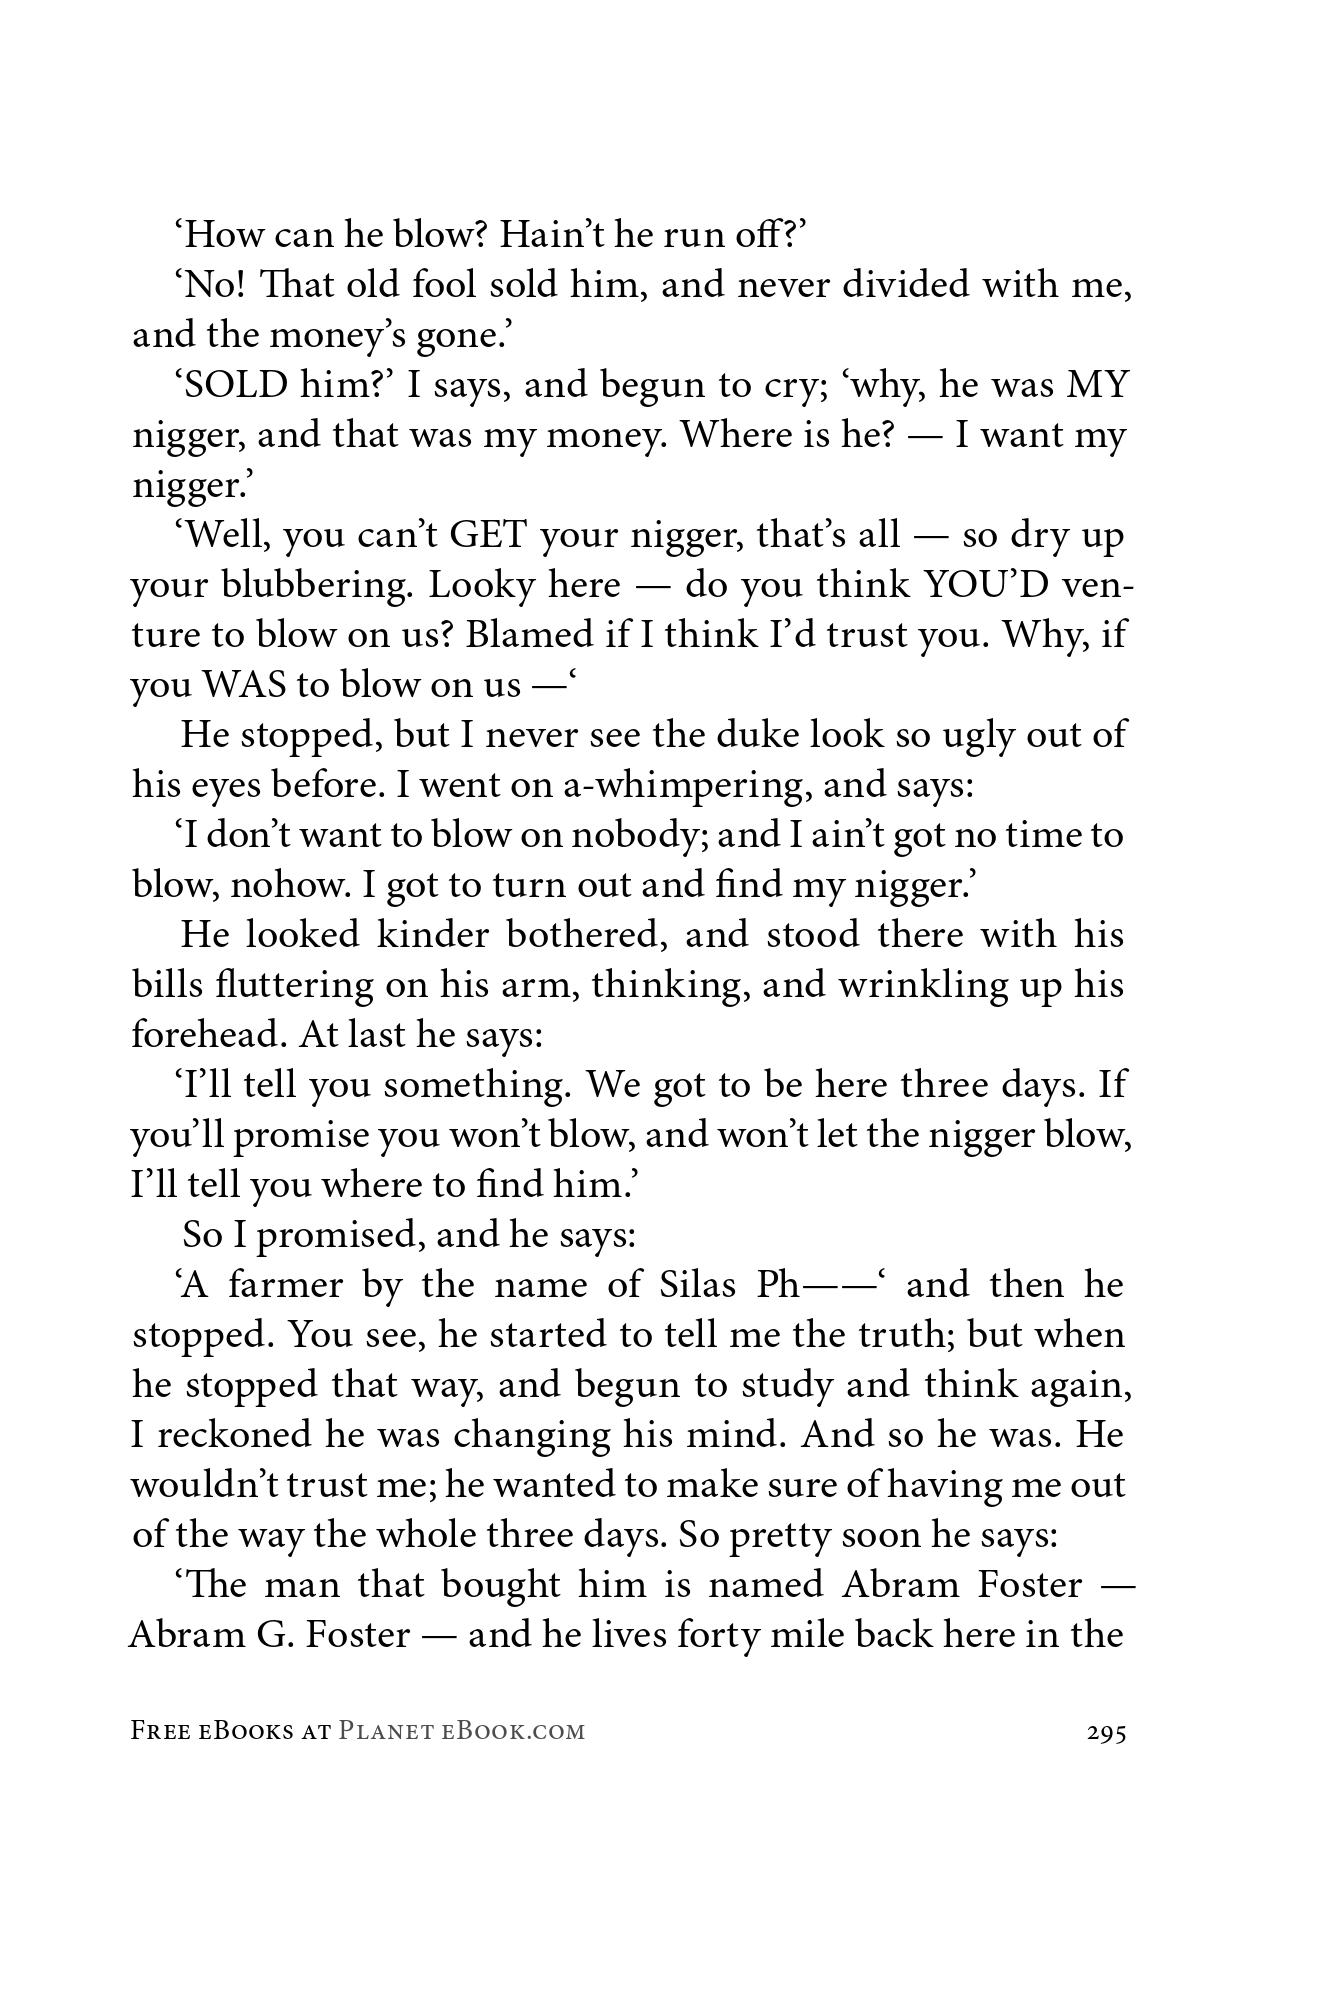 ‘How can he blow? Hain’t he run off?’
‘No! That old fool sold him, and never divided with me,
and the money’s gone.’
‘SOLD him?’ I says, and begun to cry; ‘why, he was MY
nigger, and that was my money. Where is he? — I want my
nigger.’
‘Well, you can’t GET your nigger, that’s all — so dry up
your blubbering. Looky here — do you think YOU’D ven-
ture to blow on us? Blamed if I think I’d trust you. Why, if
you WAS to blow on us —‘
He stopped, but I never see the duke look so ugly out of
his eyes before. I went on a-whimpering, and says:
‘I don’t want to blow on nobody; and I ain’t got no time to
blow, nohow. I got to turn out and find my nigger.’
He looked kinder bothered, and stood there with his
bills fluttering on his arm, thinking, and wrinkling up his
forehead. At last he says:
‘I’ll tell you something. We got to be here three days. If
you’ll promise you won’t blow, and won’t let the nigger blow,
I’ll tell you where to find him.’
So I promised, and he says:
‘A farmer by the name of Silas Ph——‘ and then he
stopped. You see, he started to tell me the truth; but when
he stopped that way, and begun to study and think again,
I reckoned he was changing his mind. And so he was. He
wouldn’t trust me; he wanted to make sure of having me out
of the way the whole three days. So pretty soon he says:
‘The man that bought him is named Abram Foster —
Abram G. Foster — and he lives forty mile back here in the
Free eBooks at Planet eBook.com 295